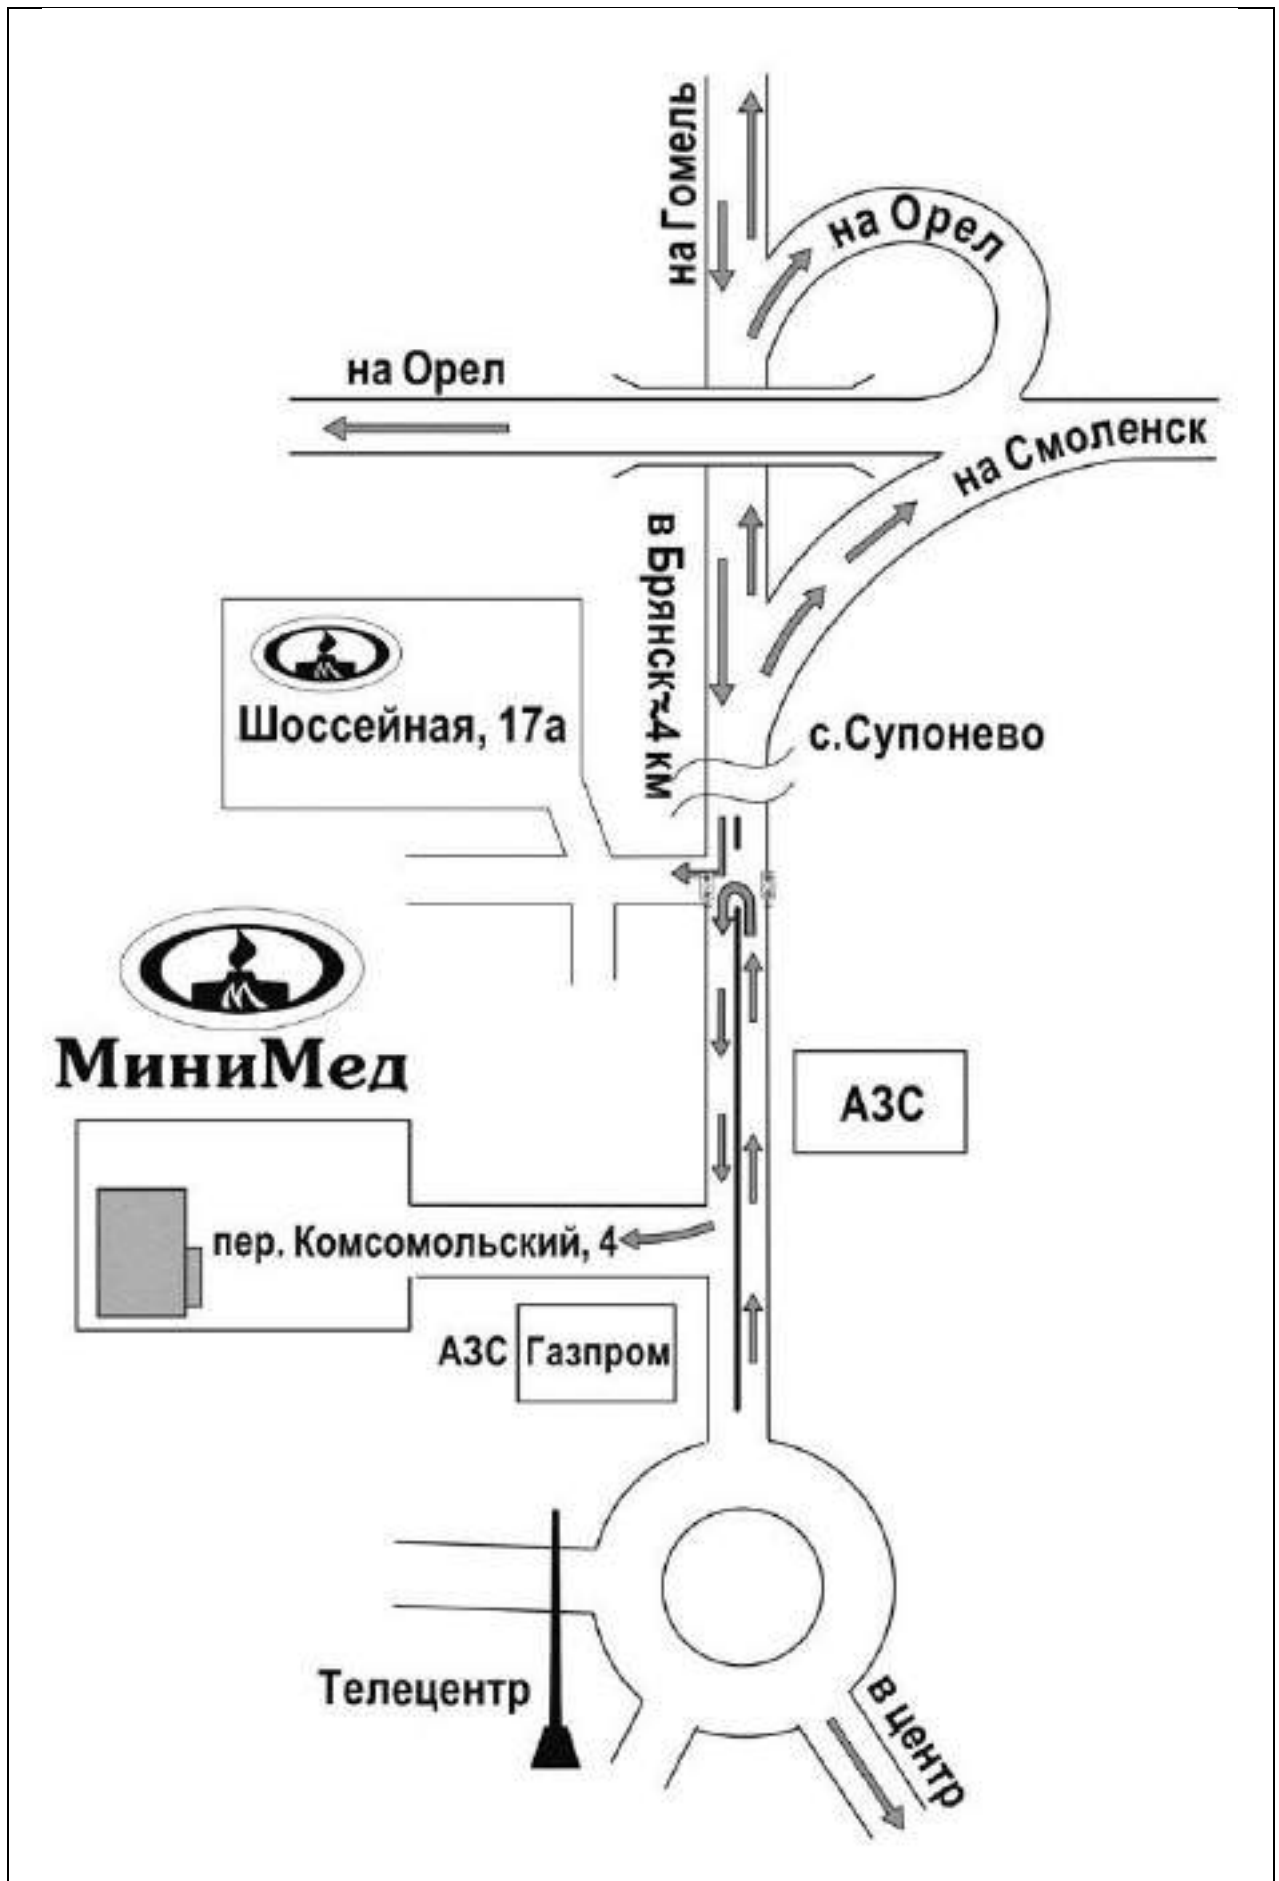 на Гомель
на Орел
на Орел
на Смоленск
в Брянск≈4 км
Шоссейная, 17а
с.Супонево
МиниМед
АЗС
пер. Комсомольский, 4
АЗС Газпром
Телецентр
в центр